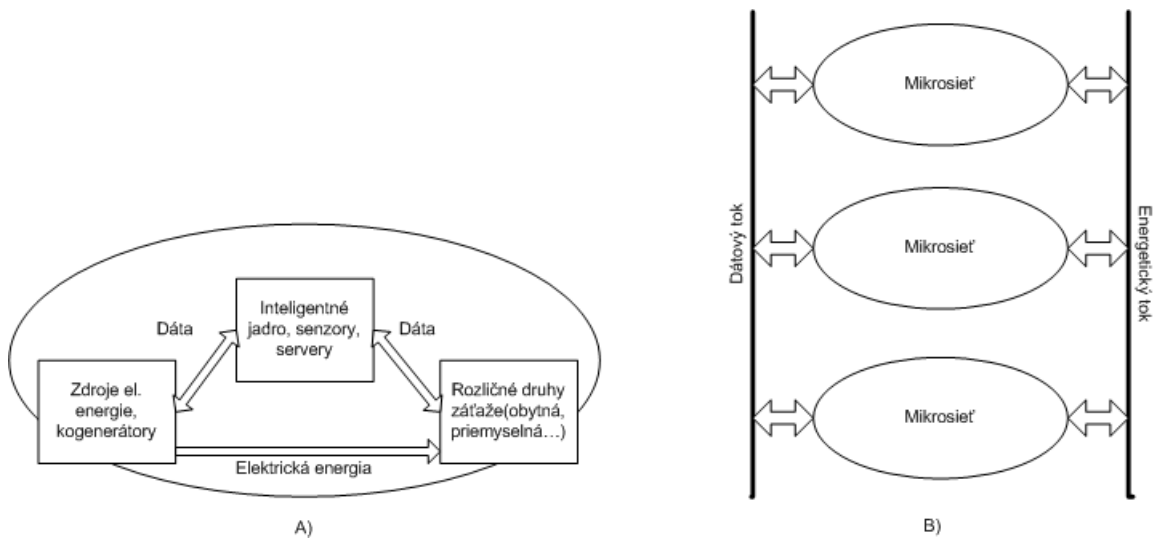 Inteligentné
jadro, senzory,
servery
Dáta
Dáta
Zdroje el.
energie,
kogenerátory
Rozličné druhy
záťaže(obytná,
priemyselná...)
Elektrická energia
A)
Mikrosieť
Mikrosieť
Mikrosieť
Dátový tok
Energetický tok
B)